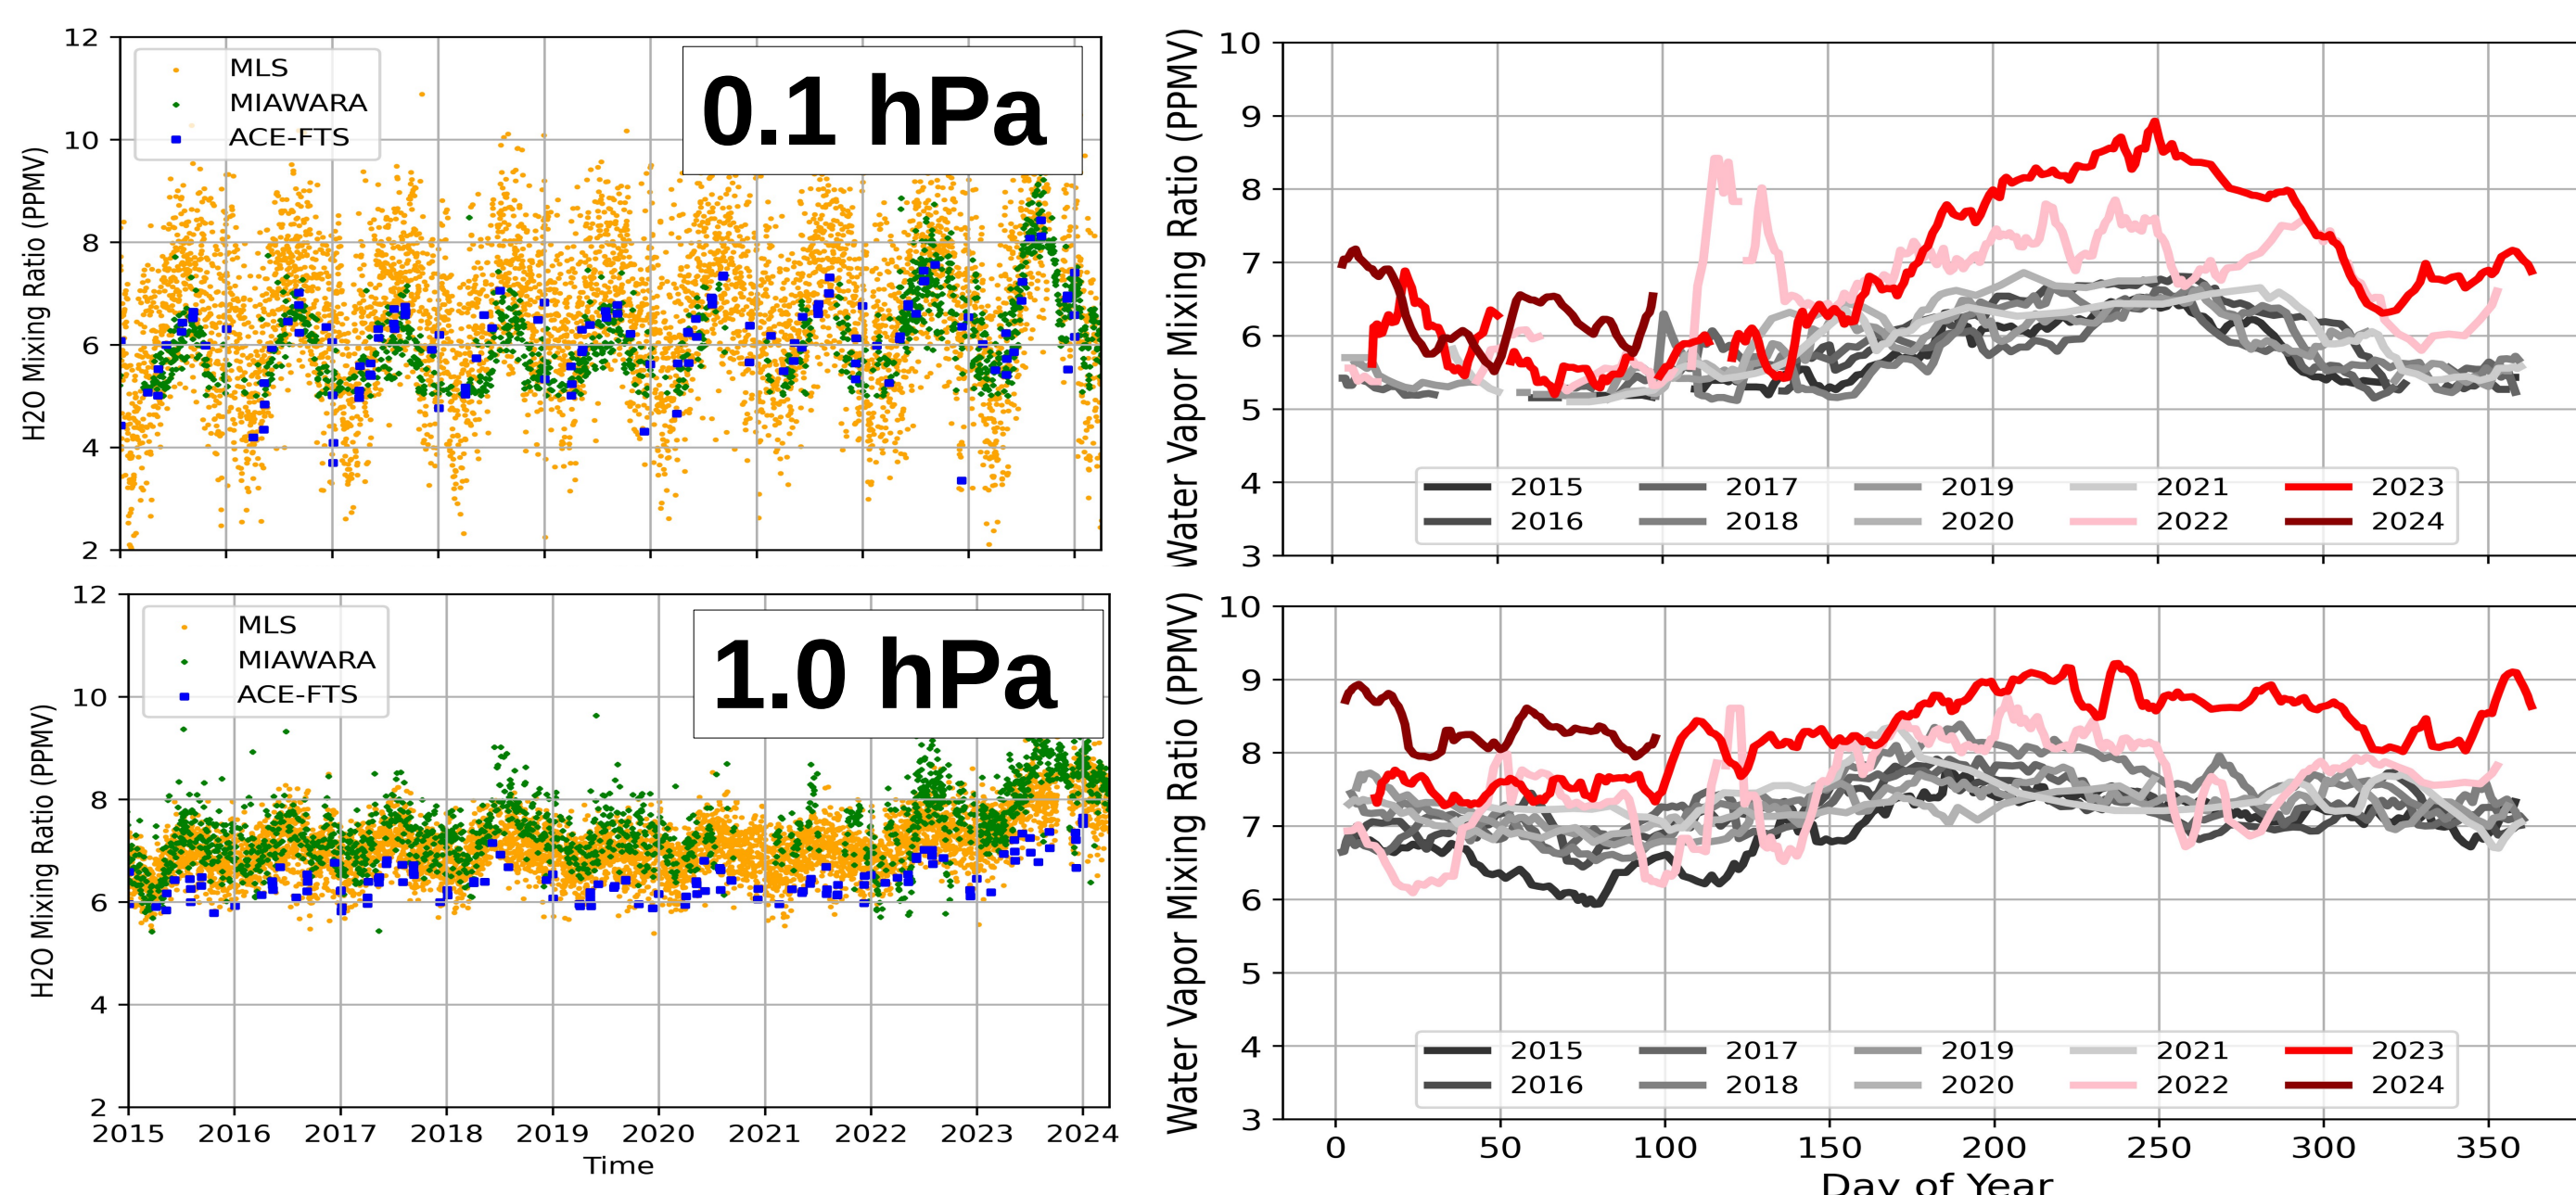 12
10
8
6
4
2
H2O Mixing Ratio (PPMV)
MLS
MIAWARA
ACE-FTS
0.1 hPa
10
9
8
7
6
5
4
3
Water Vapor Mixing Ratio (PPMV)
2015 2017 2019 2021 2023
2016 2018 2020 2022 2024
12
10
8
6
4
2
H2O Mixing Ratio (PPMV)
MLS
MIAWARA
ACE-FTS
1.0 hPa
2015 2016 2017 2018 2019 2020 2021 2022 2023 2024
Time
10
9
8
7
6
5
4
3
Water Vapor Mixing Ratio (PPMV)
2015 2017 2019 2021 2023
2016 2018 2020 2022 2024
0 50 100 150 200 250 300 350
Day of Year